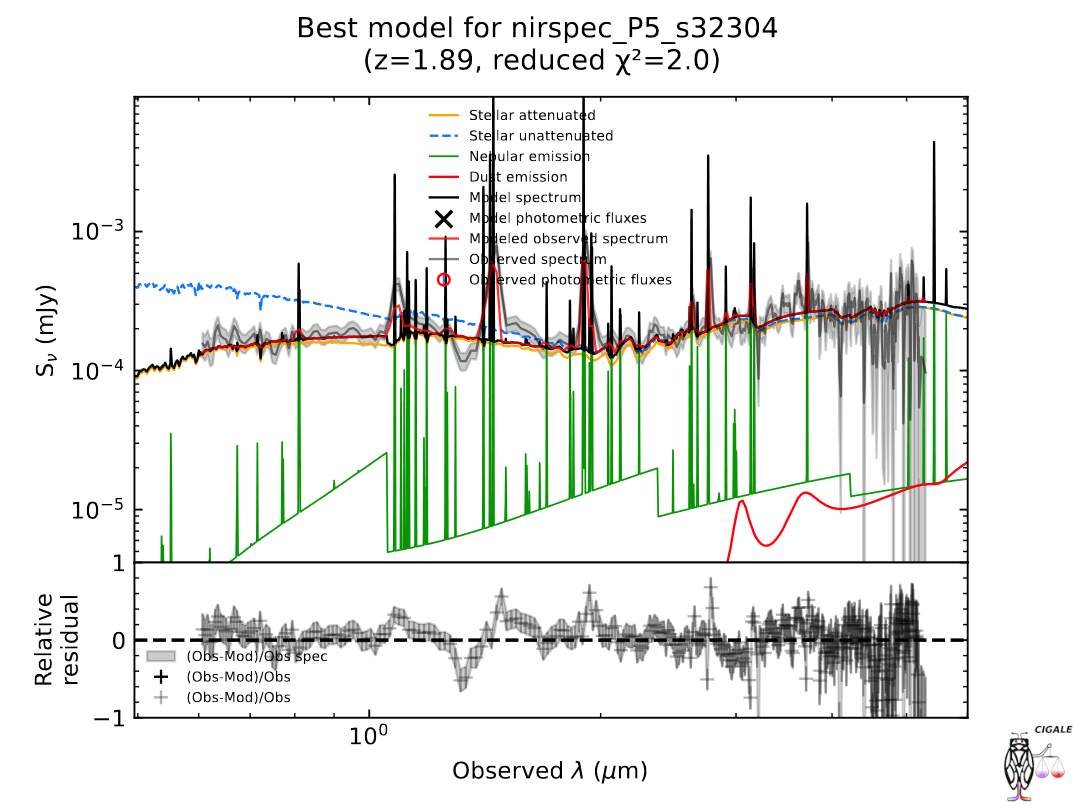 Best model for nirspec_P5_s32304
(z=1.89, reduced χ²=2.0)
Stellar attenuated
Stellar unattenuated
Nebular emission
Dust emission
Model spectrum
Model photometric fluxes
Modeled observed spectrum
Observed spectrum
Observed photometric fluxes
10⁻³
10⁻⁴
10⁻⁵
S_ν (mJy)
1
0
−1
Relative
residual
(Obs-Mod)/Obs spec
(Obs-Mod)/Obs
(Obs-Mod)/Obs
10⁰
Observed λ (μm)
CIGALE